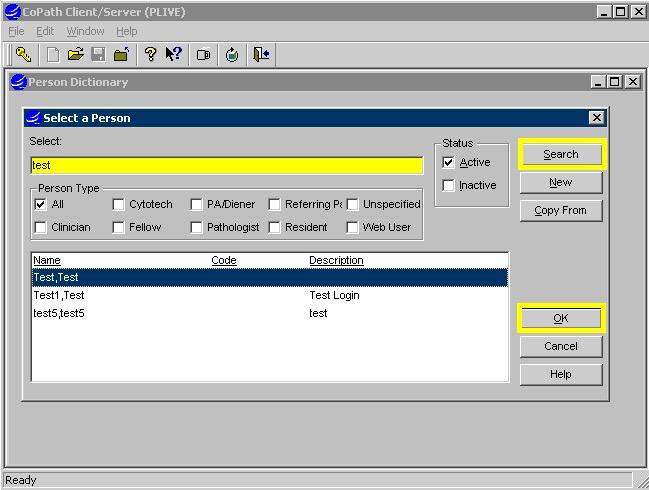 CoPath Client/Server (PLIVE)
File Edit Window Help
Person Dictionary
Select a Person
Select:
test
Status
Active
Inactive
Search
New
Copy From
Person Type
All Cytotech PA/Diener Referring Pa Unspecified
Clinician Fellow Pathologist Resident Web User
Name Code Description
Test,Test
Test1,Test Test Login
test5,test5 test
OK
Cancel
Help
Ready